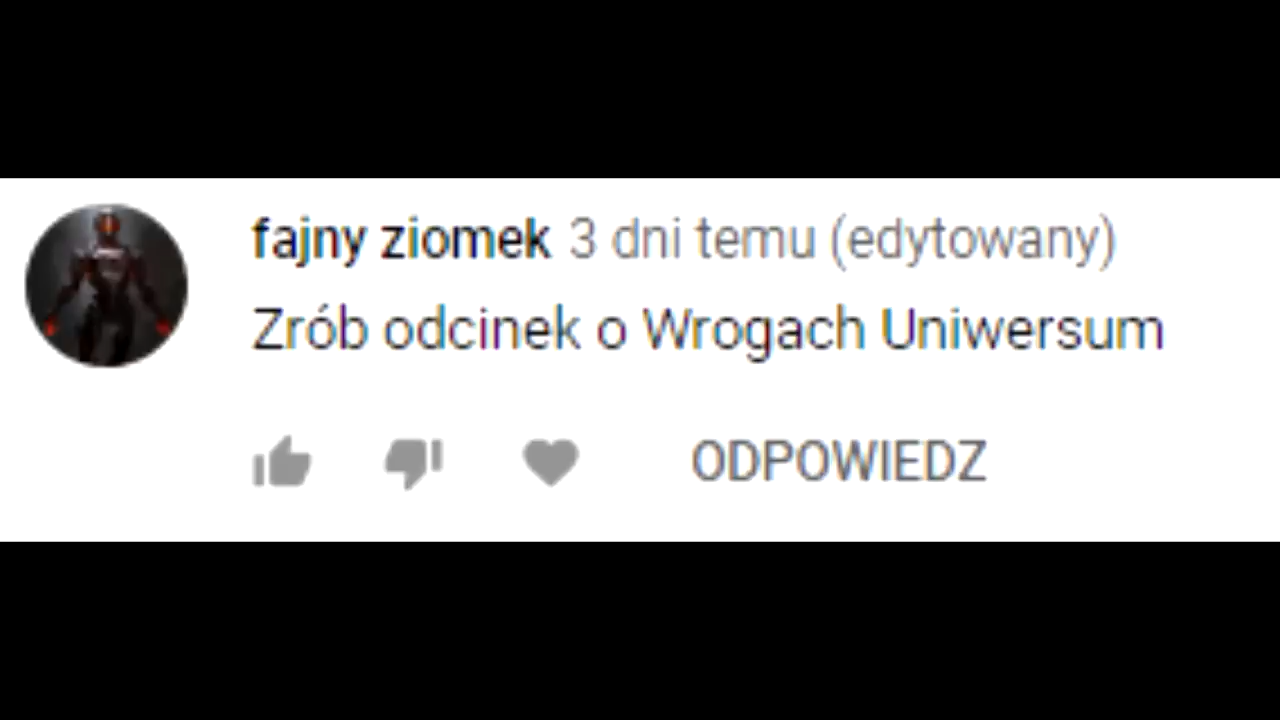 fajny ziomek 3 dni temu (edytowany)
Zrób odcinek o Wrogach Uniwersum
ODPOWIEDZ